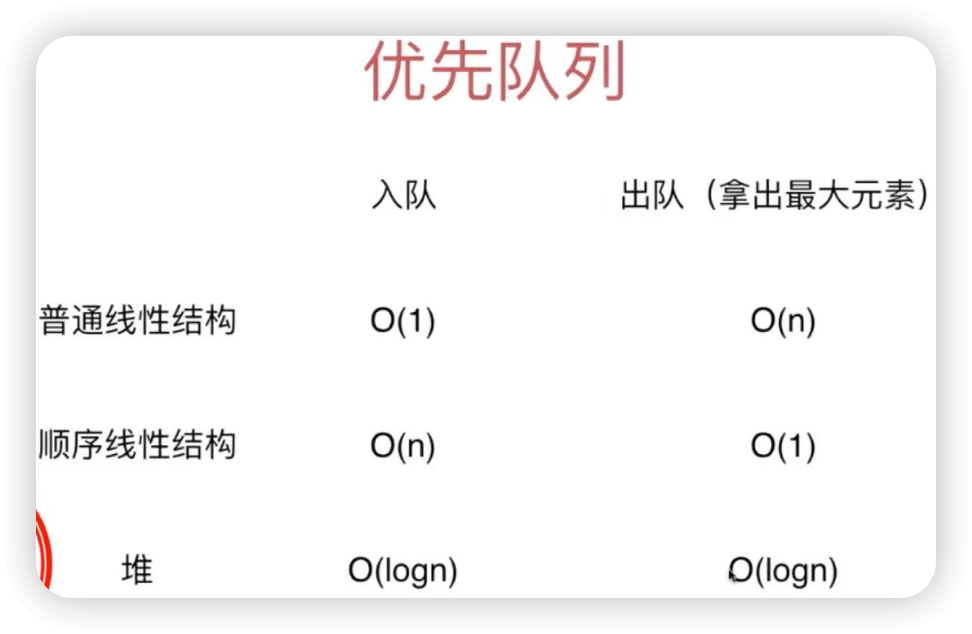 优先队列
入队 出队（拿出最大元素）
普通线性结构 O(1) O(n)
顺序线性结构 O(n) O(1)
堆 O(logn) O(logn)